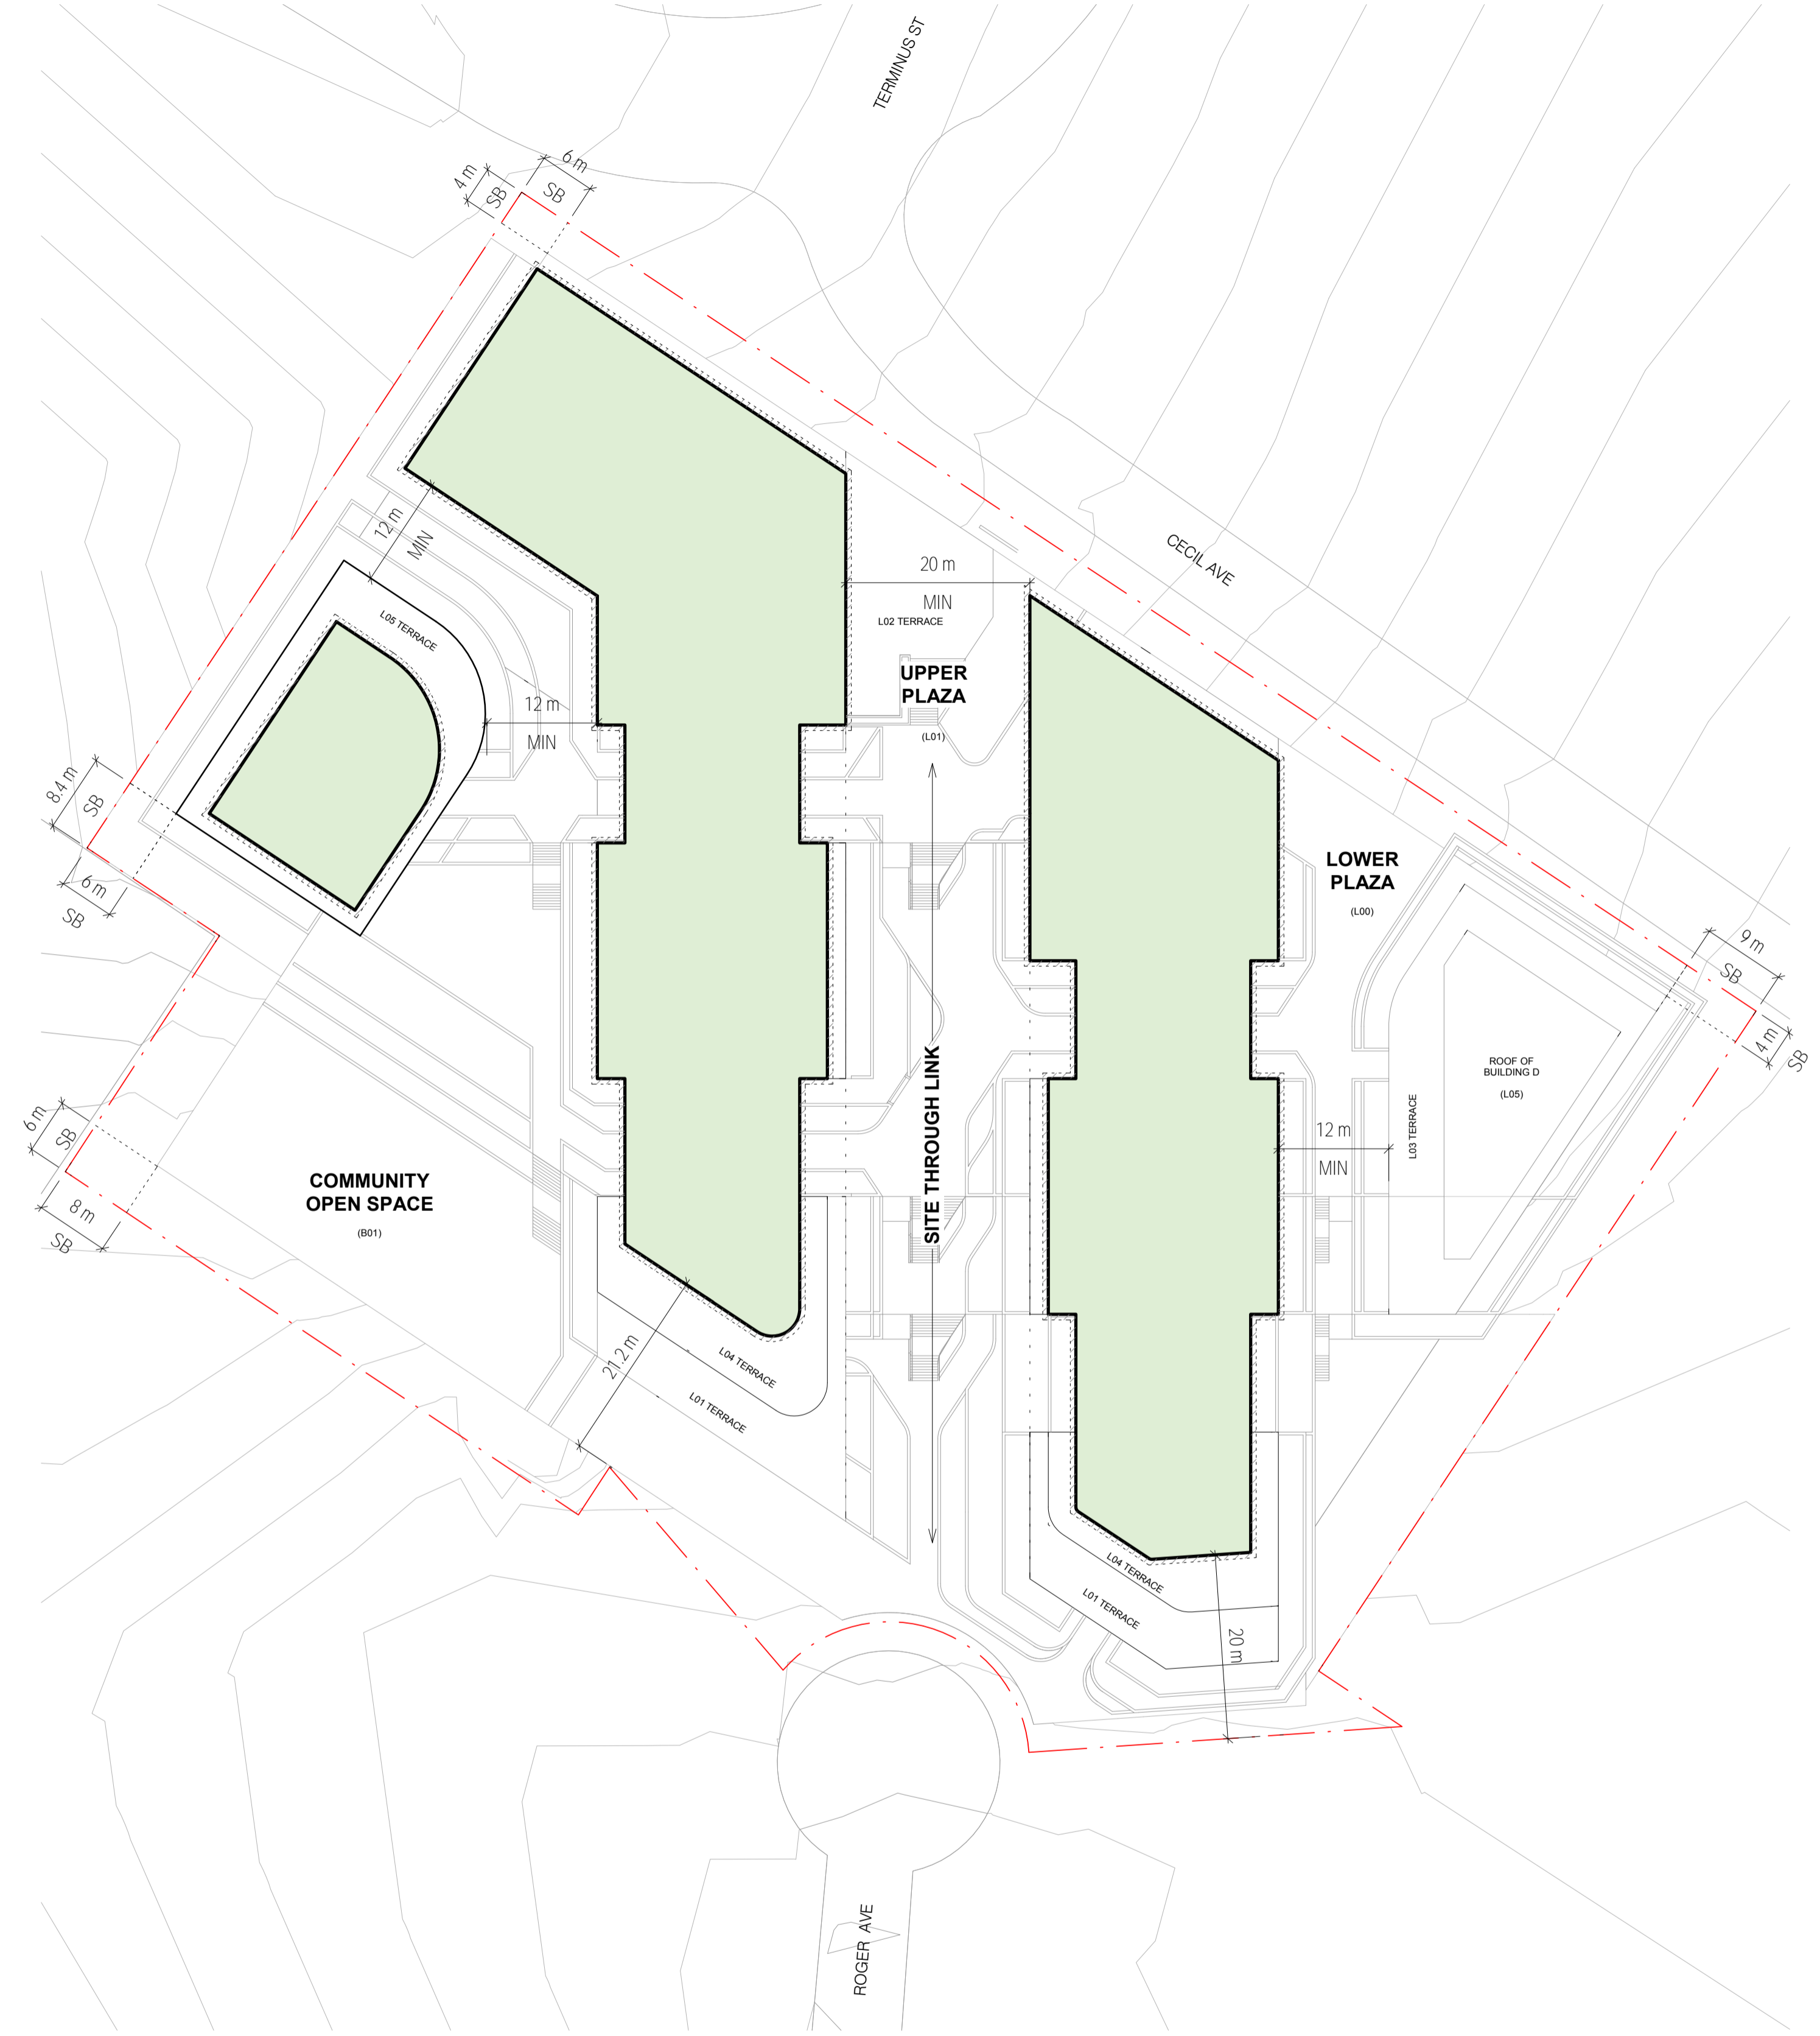 TERMINUS ST
6 m
SB
4 m
SB
12 m
MIN
20 m
MIN
CECIL AVE
L05 TERRACE
L02 TERRACE
UPPER
PLAZA
(L01)
12 m
MIN
8.4 m
SB
6 m
SB
LOWER
PLAZA
(L00)
9 m
SB
4 m
SB
ROOF OF
BUILDING D
(L05)
SITE THROUGH LINK
L03 TERRACE
12 m
MIN
6 m
SB
8 m
SB
COMMUNITY
OPEN SPACE
(B01)
21.2 m
L04 TERRACE
L01 TERRACE
L04 TERRACE
L01 TERRACE
20 m
ROGER AVE